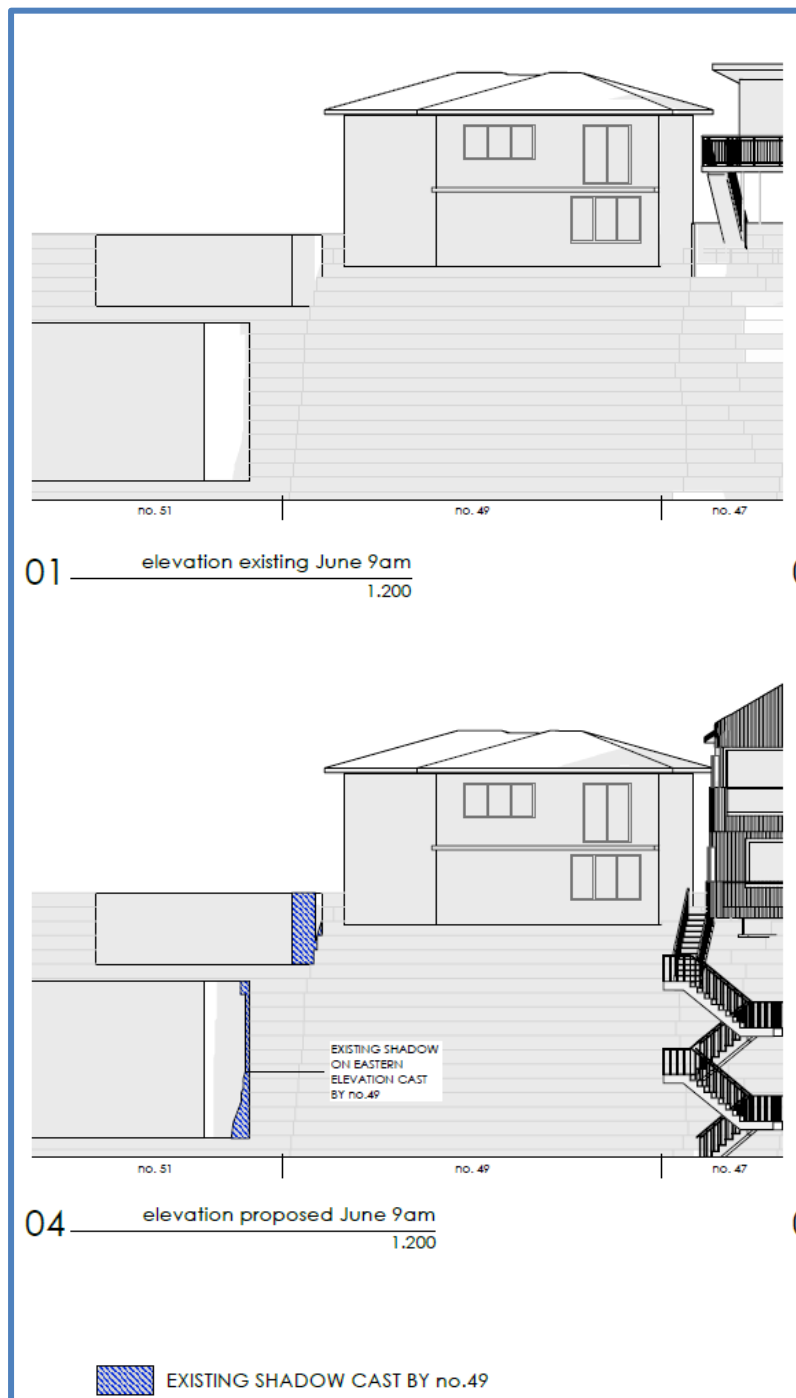 no. 51
no. 49
no. 47
01
elevation existing June 9am
1.200
EXISTING SHADOW
ON EASTERN
ELEVATION CAST
BY no.49
no. 51
no. 49
no. 47
04
elevation proposed June 9am
1.200
EXISTING SHADOW CAST BY no.49